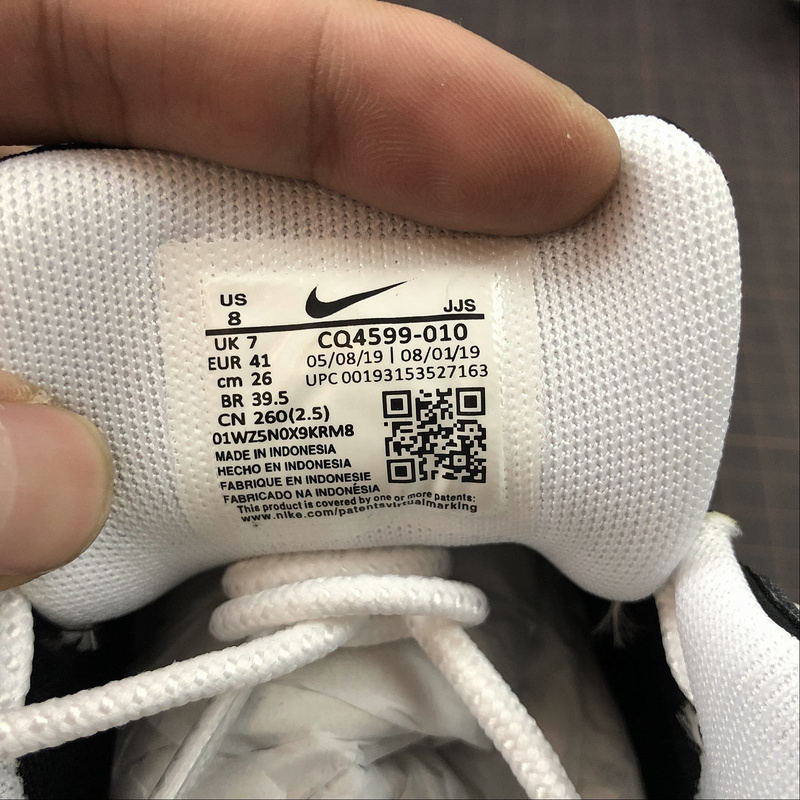 US
8
JJS
UK 7
EUR 41
cm 26
BR 39.5
CN 260(2.5)
CQ4599-010
05/08/19 | 08/01/19
UPC 00193153527163
01WZ5N0X9KRM8
MADE IN INDONESIA
HECHO EN INDONESIA
FABRIQUE EN INDONESIE
FABRICADO NA INDONÉSIA
This product is covered by one or more patents:
www.nike.com/patentsvirtualmarking